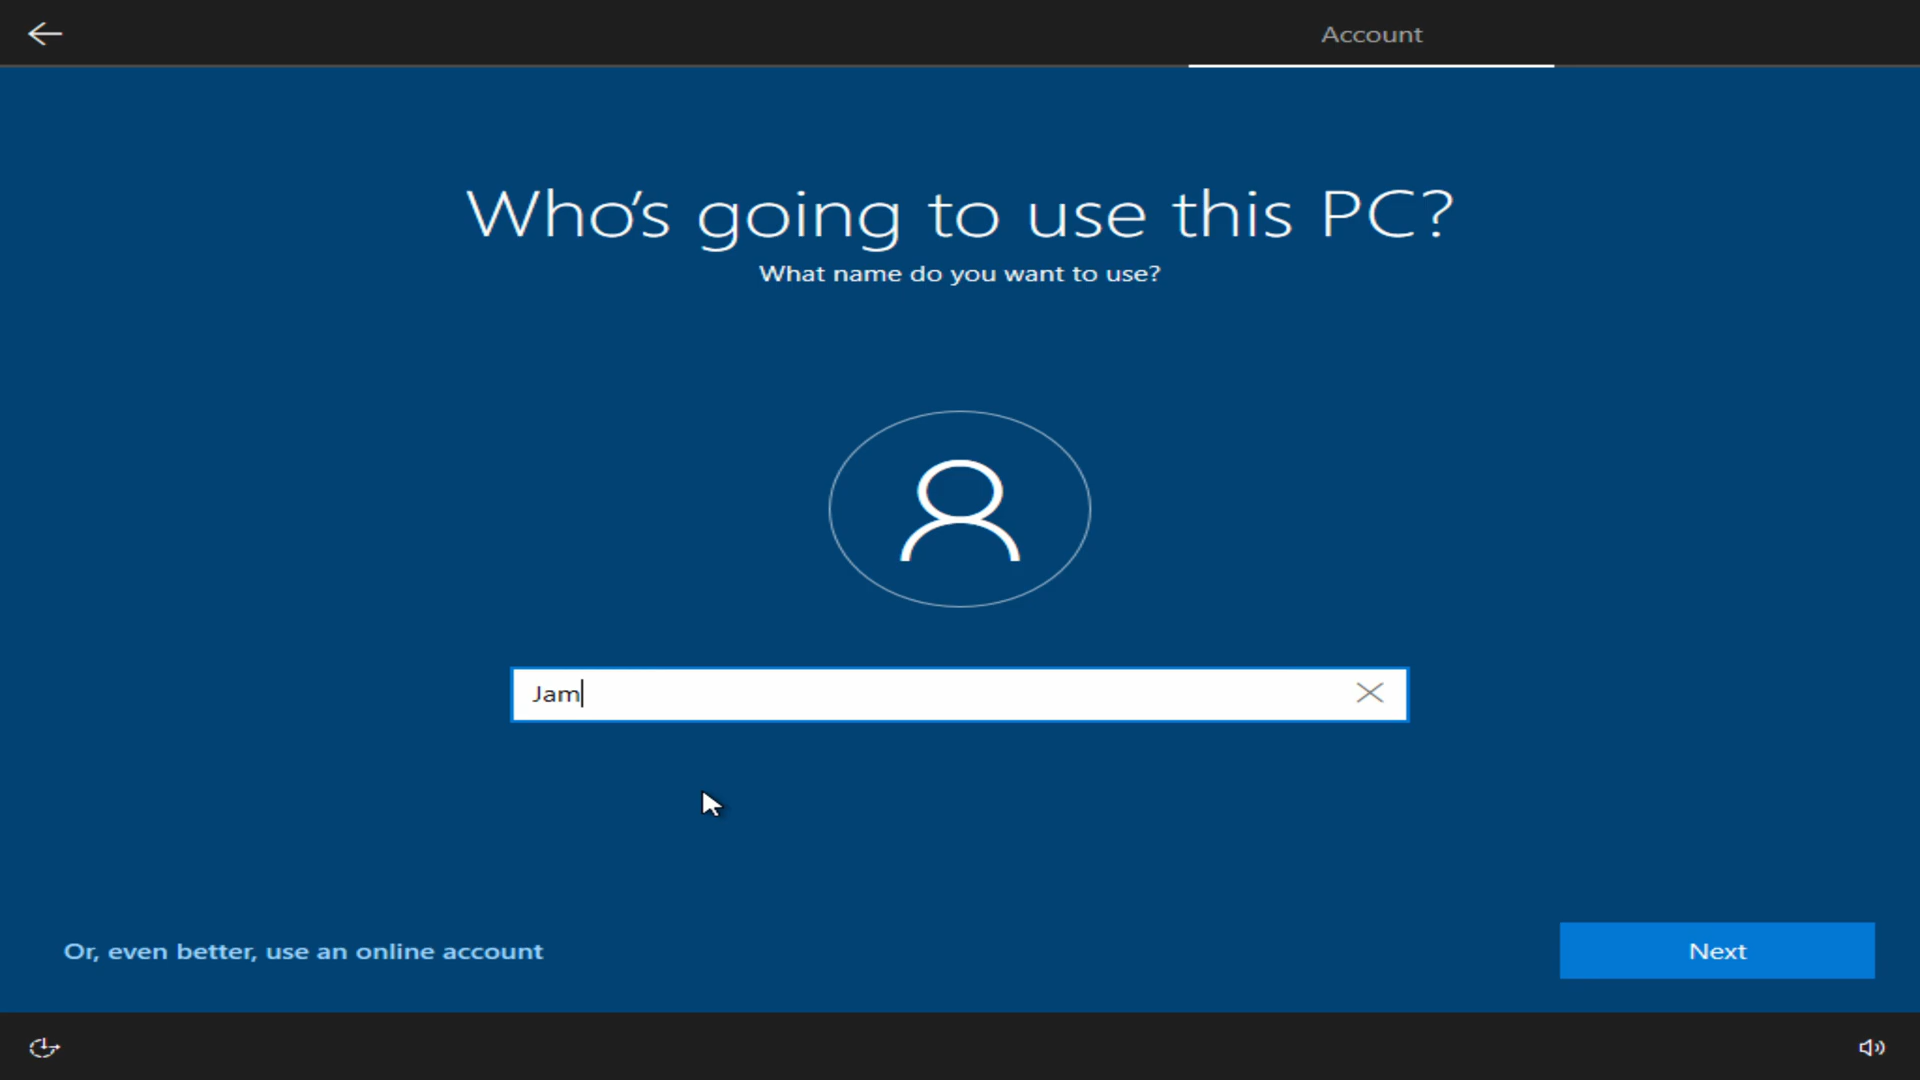 Account
Who's going to use this PC?
What name do you want to use?
Jam
Or, even better, use an online account
Next